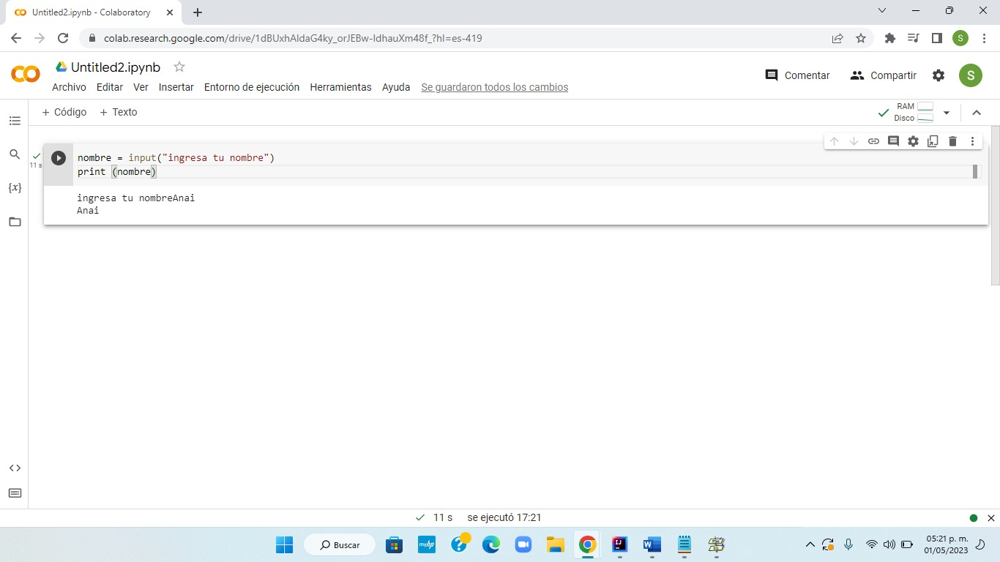 Untitled2.ipynb - Colaboratory
colab.research.google.com/drive/1dBUxhAldaG4ky_orJEBw-ldhauXm48f_?hl=es-419
S
Untitled2.ipynb
Comentar
Compartir
S
Archivo Editar Ver Insertar Entorno de ejecución Herramientas Ayuda Se guardaron todos los cambios
+ Código + Texto
RAM
Disco
11 s
nombre = input("ingresa tu nombre")
print (nombre)
{x}
ingresa tu nombreAnai
Anai
11 s se ejecutó 17:21
Buscar
myhp
?
IJ
W
05:21 p. m.
01/05/2023